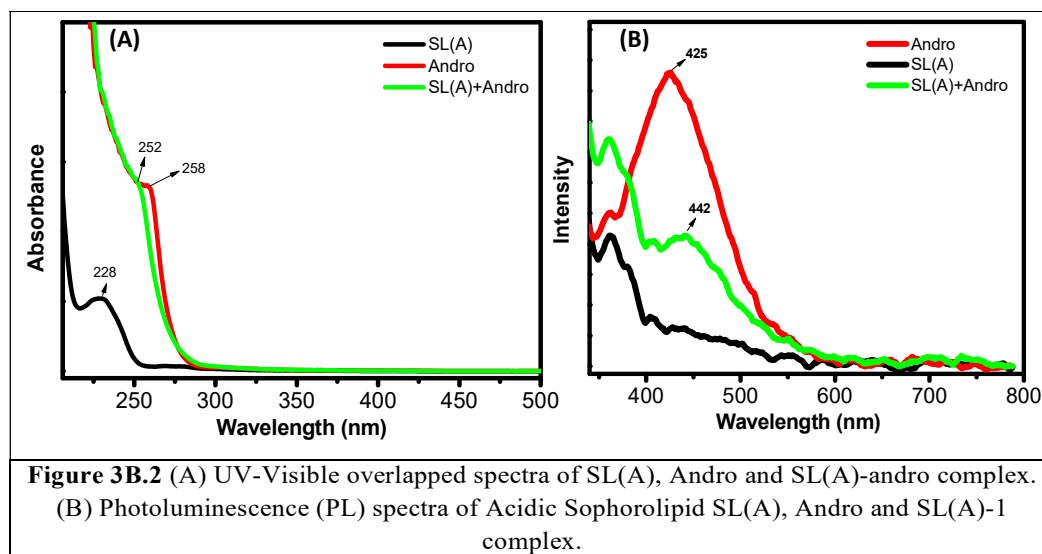 (A)
SL(A)
Andro
SL(A)+Andro
252
258
228
Absorbance
250 300 350 400 450 500
Wavelength (nm)
(B)
Andro
SL(A)
SL(A)+Andro
425
442
Intensity
400 500 600 700 800
Wavelength (nm)
Figure 3B.2 (A) UV-Visible overlapped spectra of SL(A), Andro and SL(A)-andro complex.
(B) Photoluminescence (PL) spectra of Acidic Sophorolipid SL(A), Andro and SL(A)-1
complex.